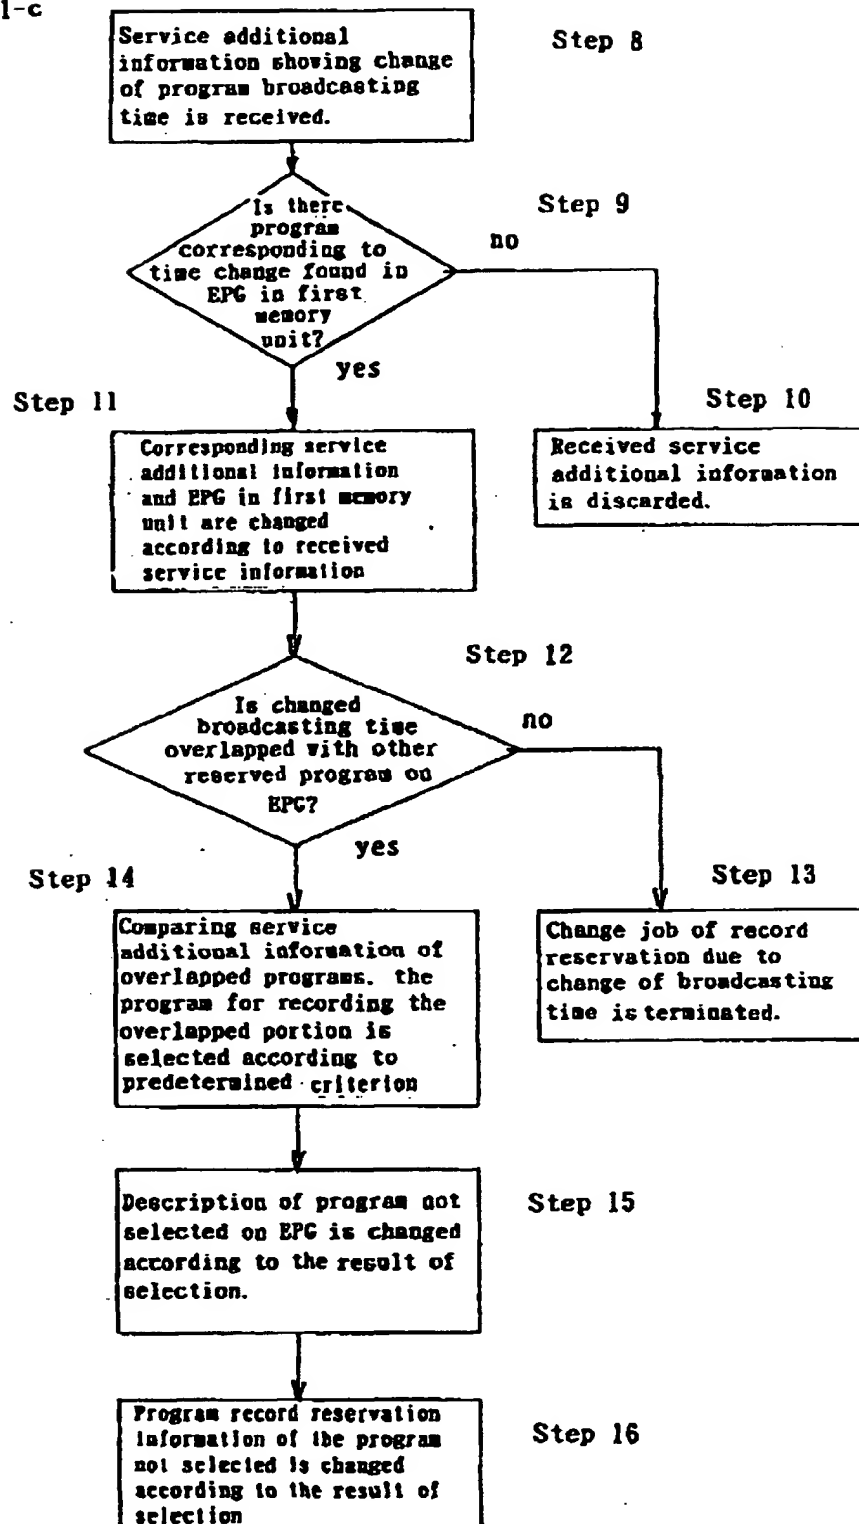 1-c
Service additional
information showing change
of program broadcasting
time is received.
Step 8
Is there
program
corresponding to
time change found in
EPG in first
memory
unit?
Step 9
no
yes
Step 10
Received service
additional information
is discarded.
Step 11
Corresponding service
additional information
and EPG in first memory
unit are changed
according to received
service information
Step 12
Is changed
broadcasting time
overlapped with other
reserved program on
EPG?
no
yes
Step 13
Change job of record
reservation due to
change of broadcasting
time is terminated.
Step 14
Comparing service
additional information of
overlapped programs. the
program for recording the
overlapped portion is
selected according to
predetermined criterion
Step 15
Description of program not
selected on EPG is changed
according to the result of
selection.
Step 16
Program record reservation
information of the program
not selected is changed
according to the result of
selection